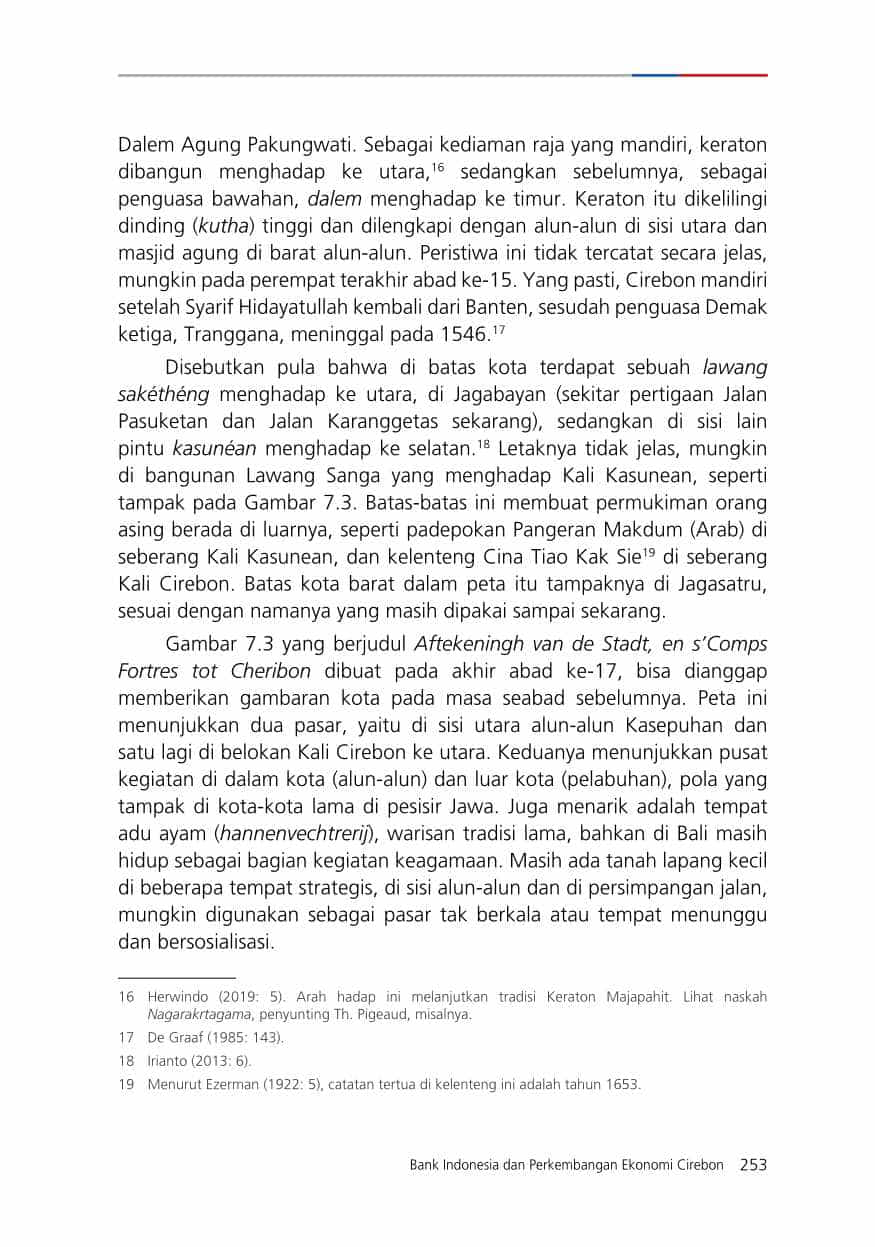 Dalem Agung Pakungwati. Sebagai kediaman raja yang mandiri, keraton
dibangun menghadap ke utara,16 sedangkan sebelumnya, sebagai
penguasa bawahan, dalem menghadap ke timur. Keraton itu dikelilingi
dinding (kutha) tinggi dan dilengkapi dengan alun-alun di sisi utara dan
masjid agung di barat alun-alun. Peristiwa ini tidak tercatat secara jelas,
mungkin pada perempat terakhir abad ke-15. Yang pasti, Cirebon mandiri
setelah Syarif Hidayatullah kembali dari Banten, sesudah penguasa Demak
ketiga, Tranggana, meninggal pada 1546.17
Disebutkan pula bahwa di batas kota terdapat sebuah lawang
sakéthéng menghadap ke utara, di Jagabayan (sekitar pertigaan Jalan
Pasuketan dan Jalan Karanggetas sekarang), sedangkan di sisi lain
pintu kasunéan menghadap ke selatan.18 Letaknya tidak jelas, mungkin
di bangunan Lawang Sanga yang menghadap Kali Kasunean, seperti
tampak pada Gambar 7.3. Batas-batas ini membuat permukiman orang
asing berada di luarnya, seperti padepokan Pangeran Makdum (Arab) di
seberang Kali Kasunean, dan kelenteng Cina Tiao Kak Sie19 di seberang
Kali Cirebon. Batas kota barat dalam peta itu tampaknya di Jagasatru,
sesuai dengan namanya yang masih dipakai sampai sekarang.
Gambar 7.3 yang berjudul Aftekeningh van de Stadt, en s’Comps
Fortres tot Cheribon dibuat pada akhir abad ke-17, bisa dianggap
memberikan gambaran kota pada masa seabad sebelumnya. Peta ini
menunjukkan dua pasar, yaitu di sisi utara alun-alun Kasepuhan dan
satu lagi di belokan Kali Cirebon ke utara. Keduanya menunjukkan pusat
kegiatan di dalam kota (alun-alun) dan luar kota (pelabuhan), pola yang
tampak di kota-kota lama di pesisir Jawa. Juga menarik adalah tempat
adu ayam (hannenvechtrerij), warisan tradisi lama, bahkan di Bali masih
hidup sebagai bagian kegiatan keagamaan. Masih ada tanah lapang kecil
di beberapa tempat strategis, di sisi alun-alun dan di persimpangan jalan,
mungkin digunakan sebagai pasar tak berkala atau tempat menunggu
dan bersosialisasi.
16 Herwindo (2019: 5). Arah hadap ini melanjutkan tradisi Keraton Majapahit. Lihat naskah
Nagarakrtagama, penyunting Th. Pigeaud, misalnya.
17 De Graaf (1985: 143).
18 Irianto (2013: 6).
19 Menurut Ezerman (1922: 5), catatan tertua di kelenteng ini adalah tahun 1653.
Bank Indonesia dan Perkembangan Ekonomi Cirebon 253